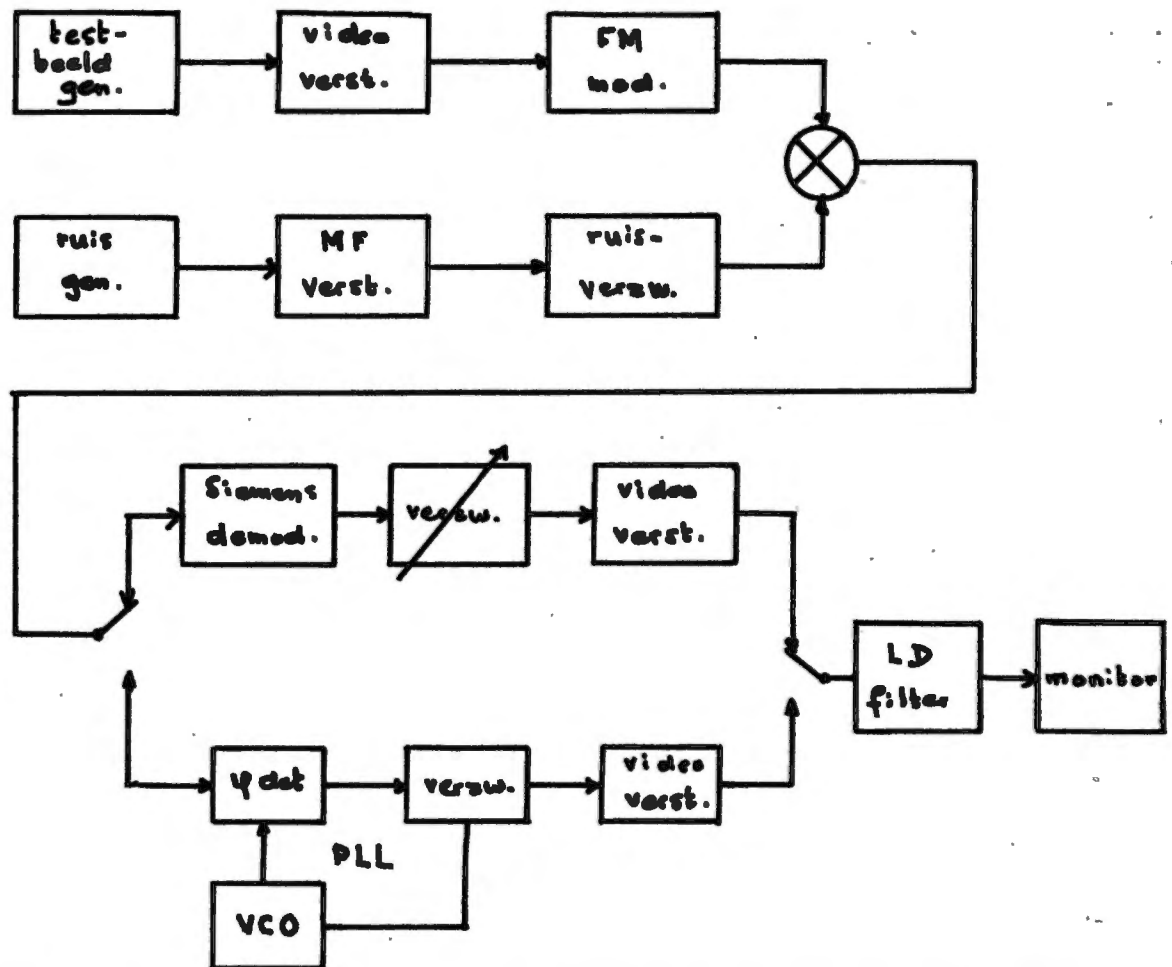 test-
beeld
gen.
video
verst.
FM
mod.
ruis
gen.
MF
verst.
ruis-
verzw.
Siemens
demod.
verzw.
video
verst.
LD
filter
monitor
φ det
verzw.
video
verst.
PLL
VCO